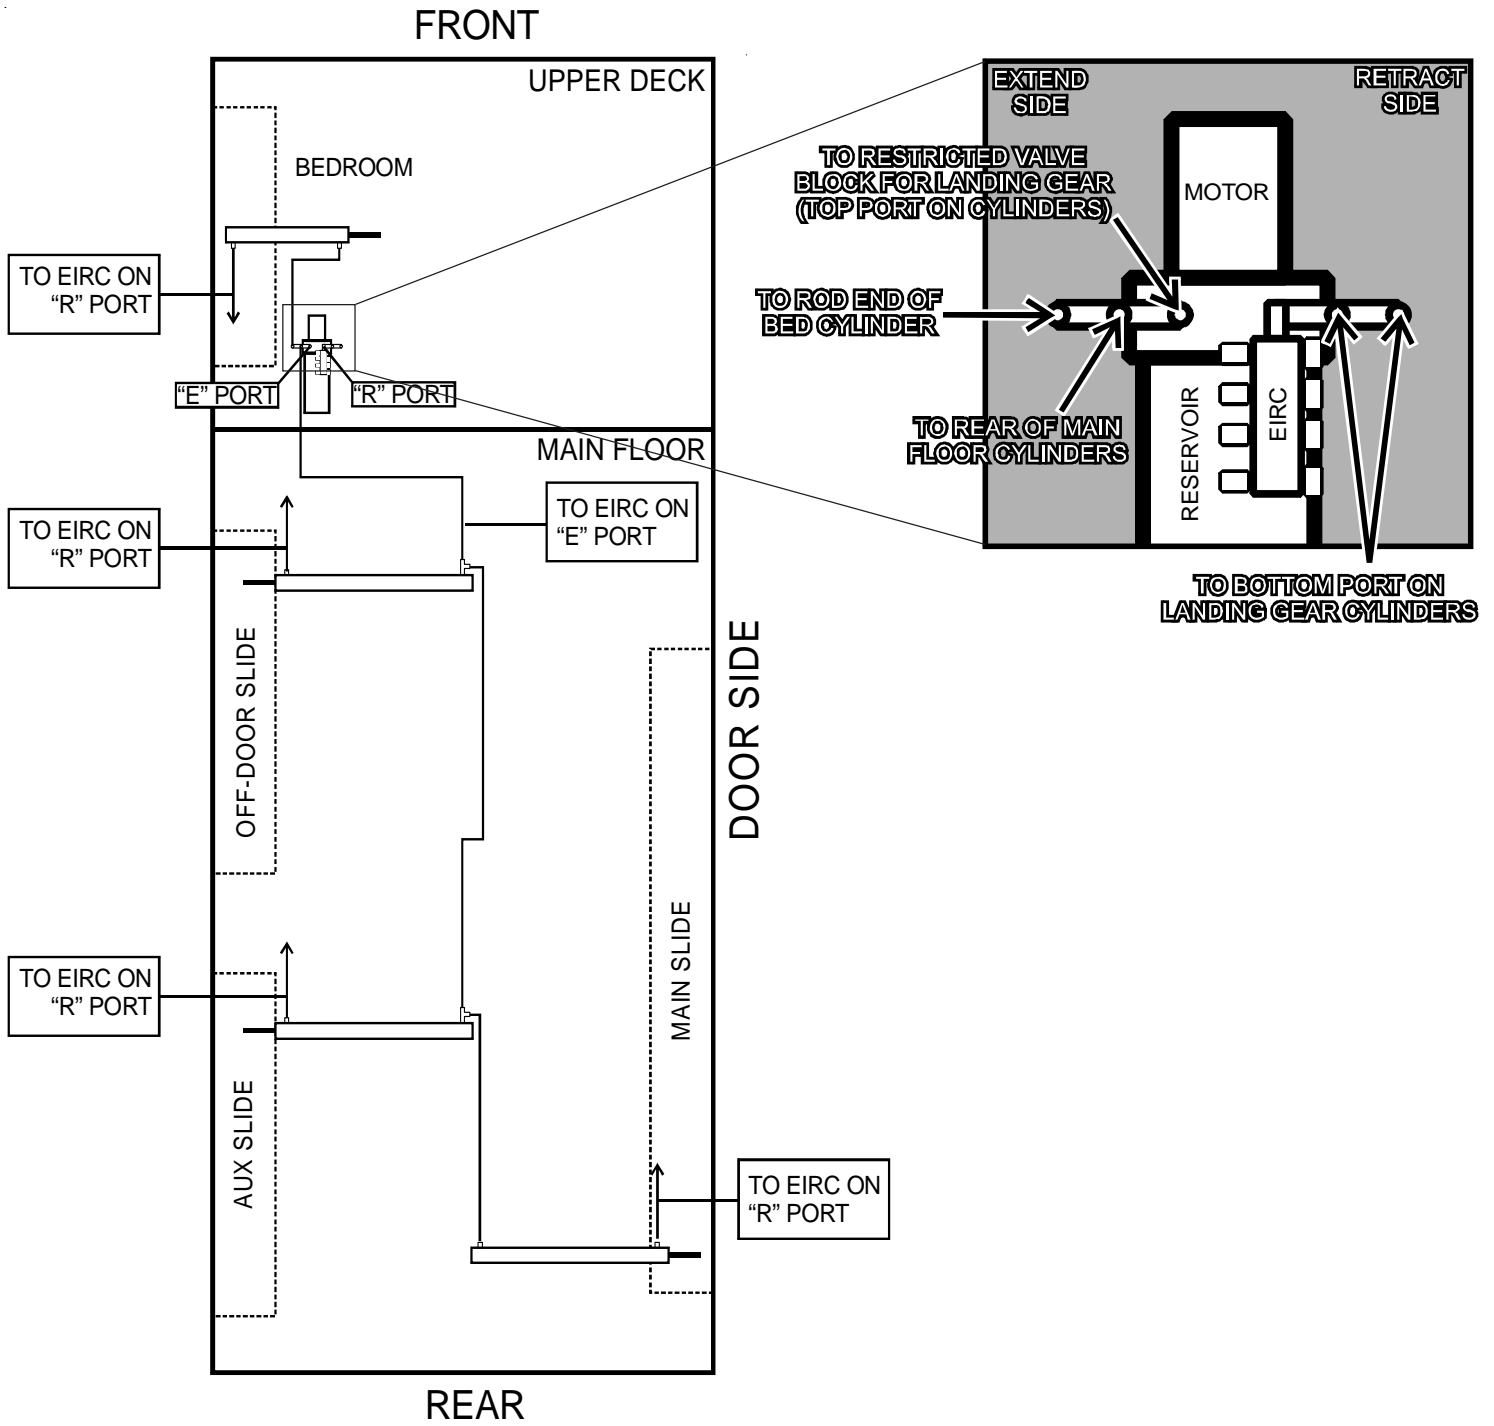 FRONT
UPPER DECK
BEDROOM
TO EIRC ON
“R” PORT
“E” PORT
“R” PORT
MAIN FLOOR
TO EIRC ON
“R” PORT
TO EIRC ON
“E” PORT
OFF-DOOR SLIDE
DOOR SIDE
MAIN SLIDE
TO EIRC ON
“R” PORT
AUX SLIDE
TO EIRC ON
“R” PORT
REAR
EXTEND
SIDE
RETRACT
SIDE
TO RESTRICTED VALVE
BLOCK FOR LANDING GEAR
(TOP PORT ON CYLINDERS)
MOTOR
TO ROD END OF
BED CYLINDER
TO REAR OF MAIN
FLOOR CYLINDERS
RESERVOIR
EIRC
TO BOTTOM PORT ON
LANDING GEAR CYLINDERS